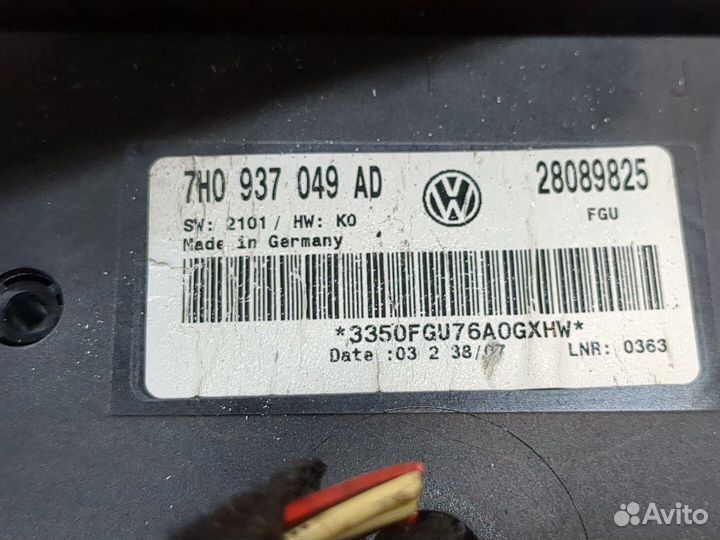 7H0 937 049 AD
VW
28089825
SW: 2101/ HW: K0
FGU
Made in Germany
*3350FGU76A0GXHW*
Date :03 2 38/07
LNR: 0363
Avito